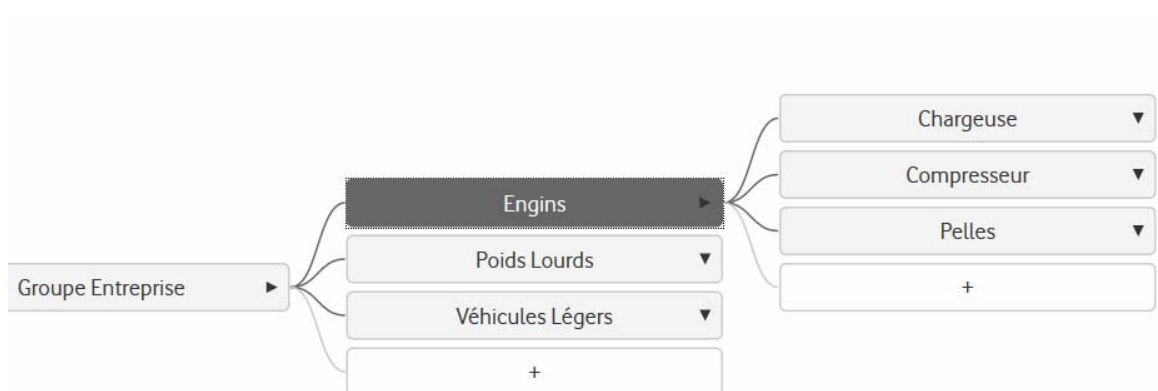 Groupe Entreprise
Engins
Poids Lourds
Véhicules Légers
+
Chargeuse
Compresseur
Pelles
+